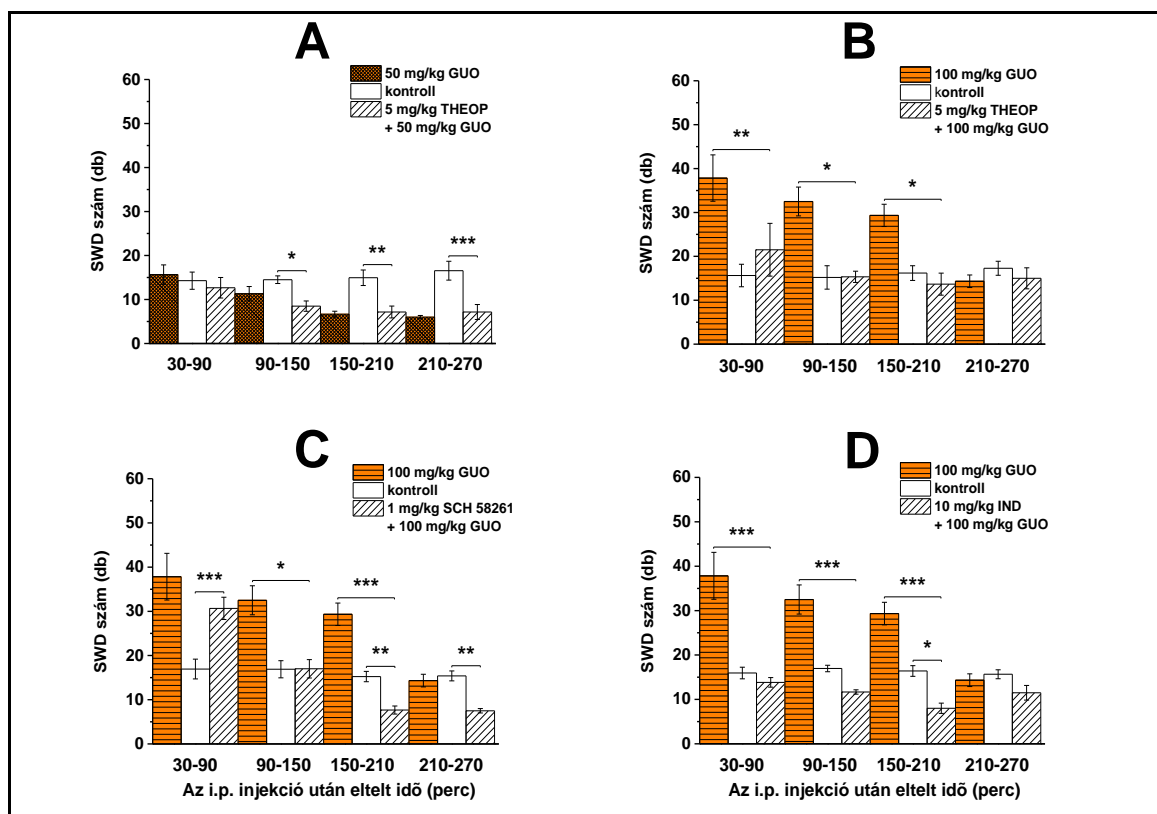 A
50 mg/kg GUO
kontroll
5 mg/kg THEOP
+ 50 mg/kg GUO
SWD szám (db)
60
50
40
30
20
10
0
*
**
***
30-90 90-150 150-210 210-270
B
100 mg/kg GUO
kontroll
5 mg/kg THEOP
+ 100 mg/kg GUO
SWD szám (db)
60
50
40
30
20
10
0
**
*
*
30-90 90-150 150-210 210-270
C
100 mg/kg GUO
kontroll
1 mg/kg SCH 58261
+ 100 mg/kg GUO
SWD szám (db)
60
50
40
30
20
10
0
***
*
***
**
**
30-90 90-150 150-210 210-270
Az i.p. injekció után eltelt idõ (perc)
D
100 mg/kg GUO
kontroll
10 mg/kg IND
+ 100 mg/kg GUO
SWD szám (db)
60
50
40
30
20
10
0
***
***
***
*
30-90 90-150 150-210 210-270
Az i.p. injekció után eltelt idõ (perc)